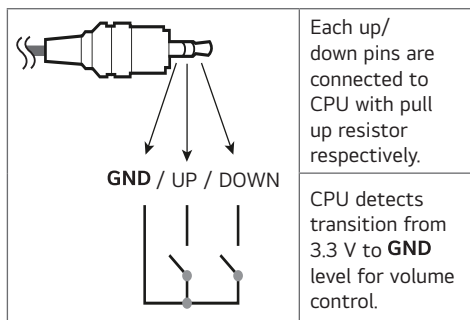 GND / UP / DOWN
Each up/
down pins are
connected to
CPU with pull
up resistor
respectively.
CPU detects
transition from
3.3 V to GND
level for volume
control.